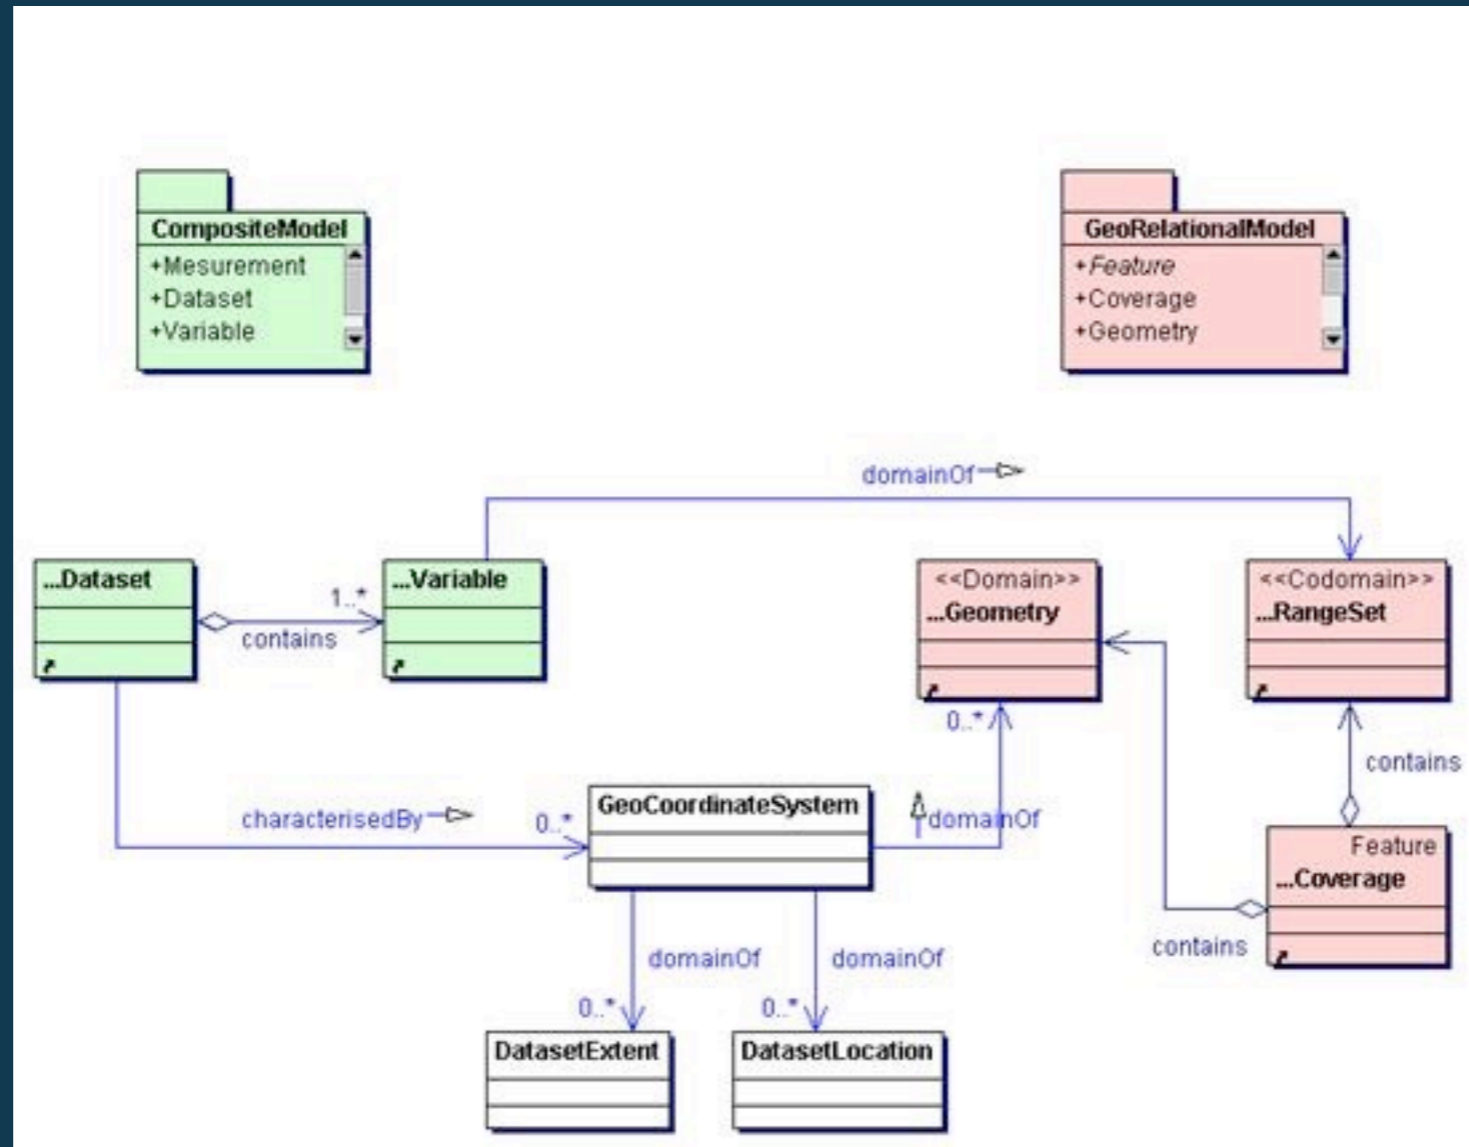 CompositeModel
+Mesurement
+Dataset
+Variable
GeoRelationalModel
+Feature
+Coverage
+Geometry
domainOf
...Dataset
1..*
contains
...Variable
<<Domain>>
...Geometry
<<Codomain>>
...RangeSet
0..*
contains
characterisedBy
0..*
GeoCoordinateSystem
domainOf
Feature
...Coverage
contains
domainOf
domainOf
0..*
0..*
DatasetExtent
DatasetLocation